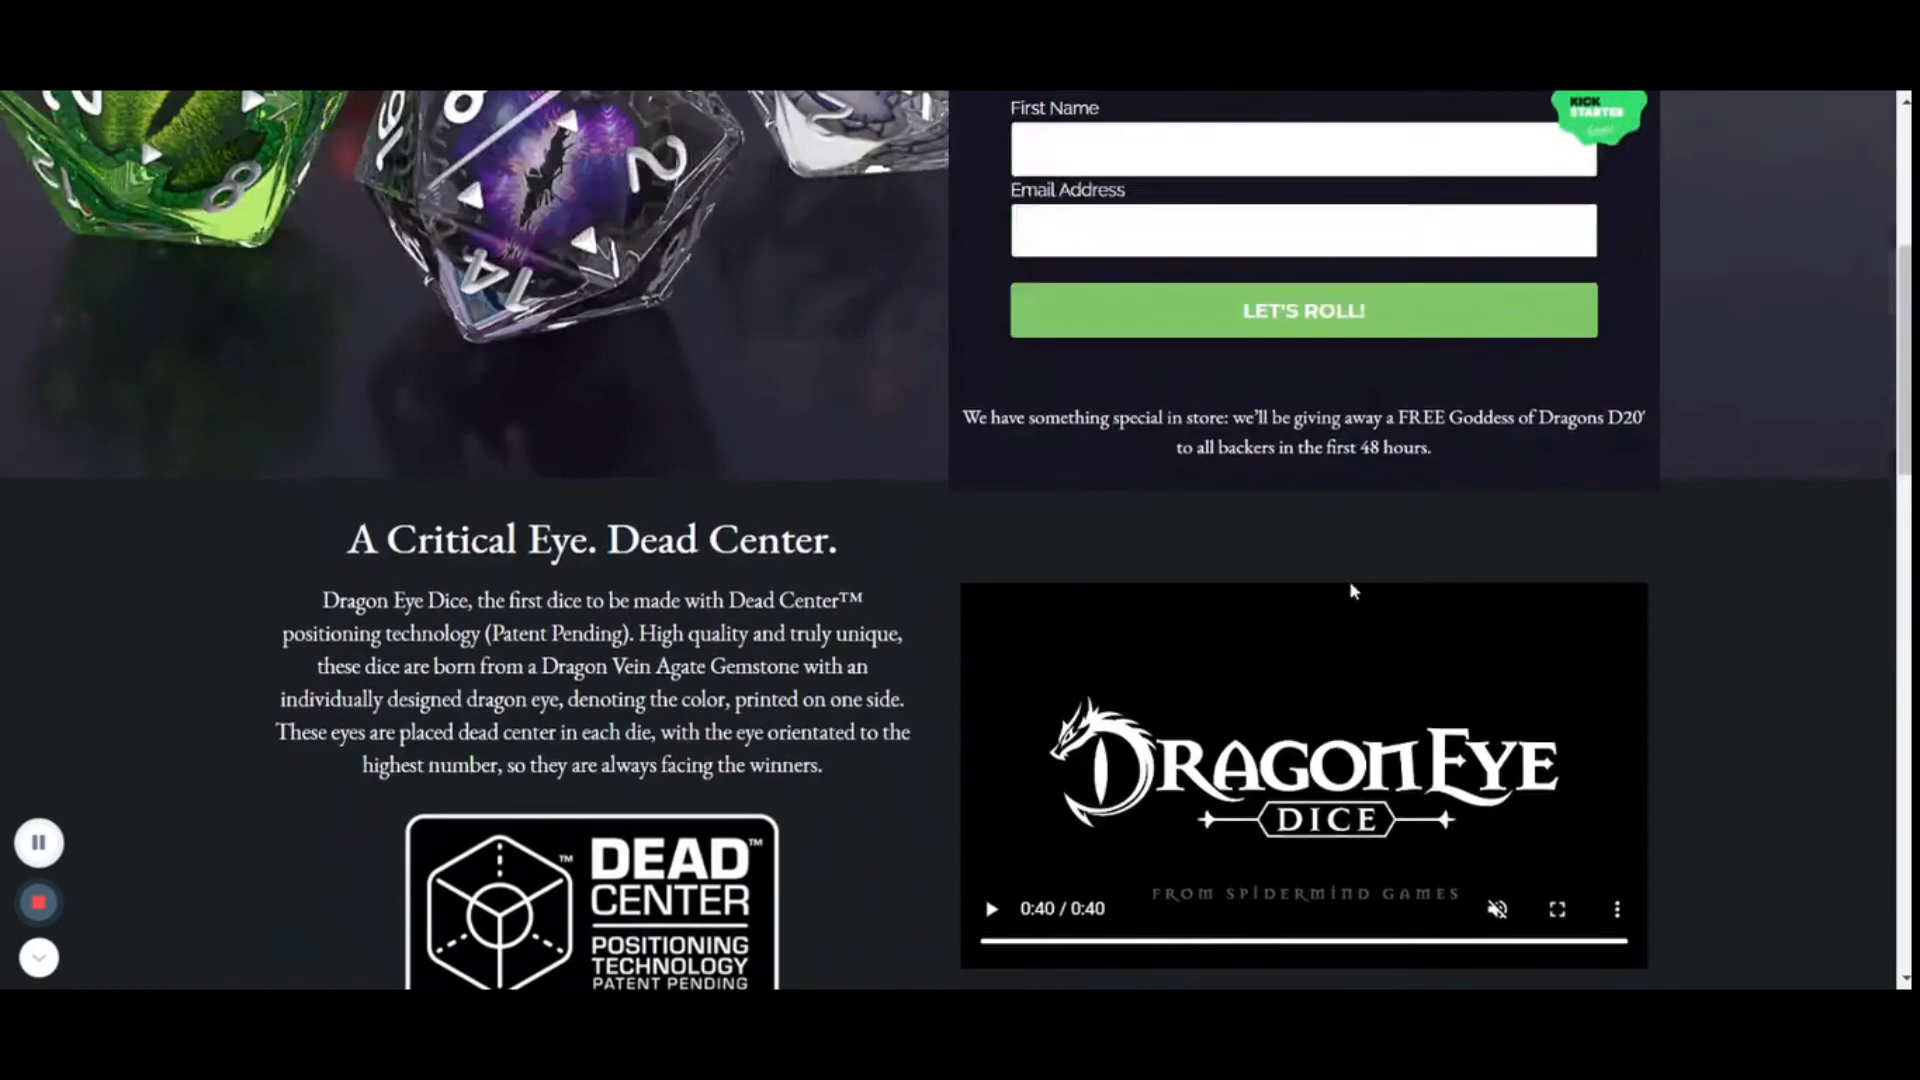 8
2
14
8
First Name
KICK
STARTER
Email Address
LET'S ROLL!
We have something special in store: we'll be giving away a FREE Goddess of Dragons D20'
to all backers in the first 48 hours.
A Critical Eye. Dead Center.
Dragon Eye Dice, the first dice to be made with Dead Center™
positioning technology (Patent Pending). High quality and truly unique,
these dice are born from a Dragon Vein Agate Gemstone with an
individually designed dragon eye, denoting the color, printed on one side.
These eyes are placed dead center in each die, with the eye orientated to the
highest number, so they are always facing the winners.
™ DEAD™
CENTER
POSITIONING
TECHNOLOGY
PATENT PENDING
DRAGON EYE
DICE
FROM SPIDERMIND GAMES
0:40 / 0:40